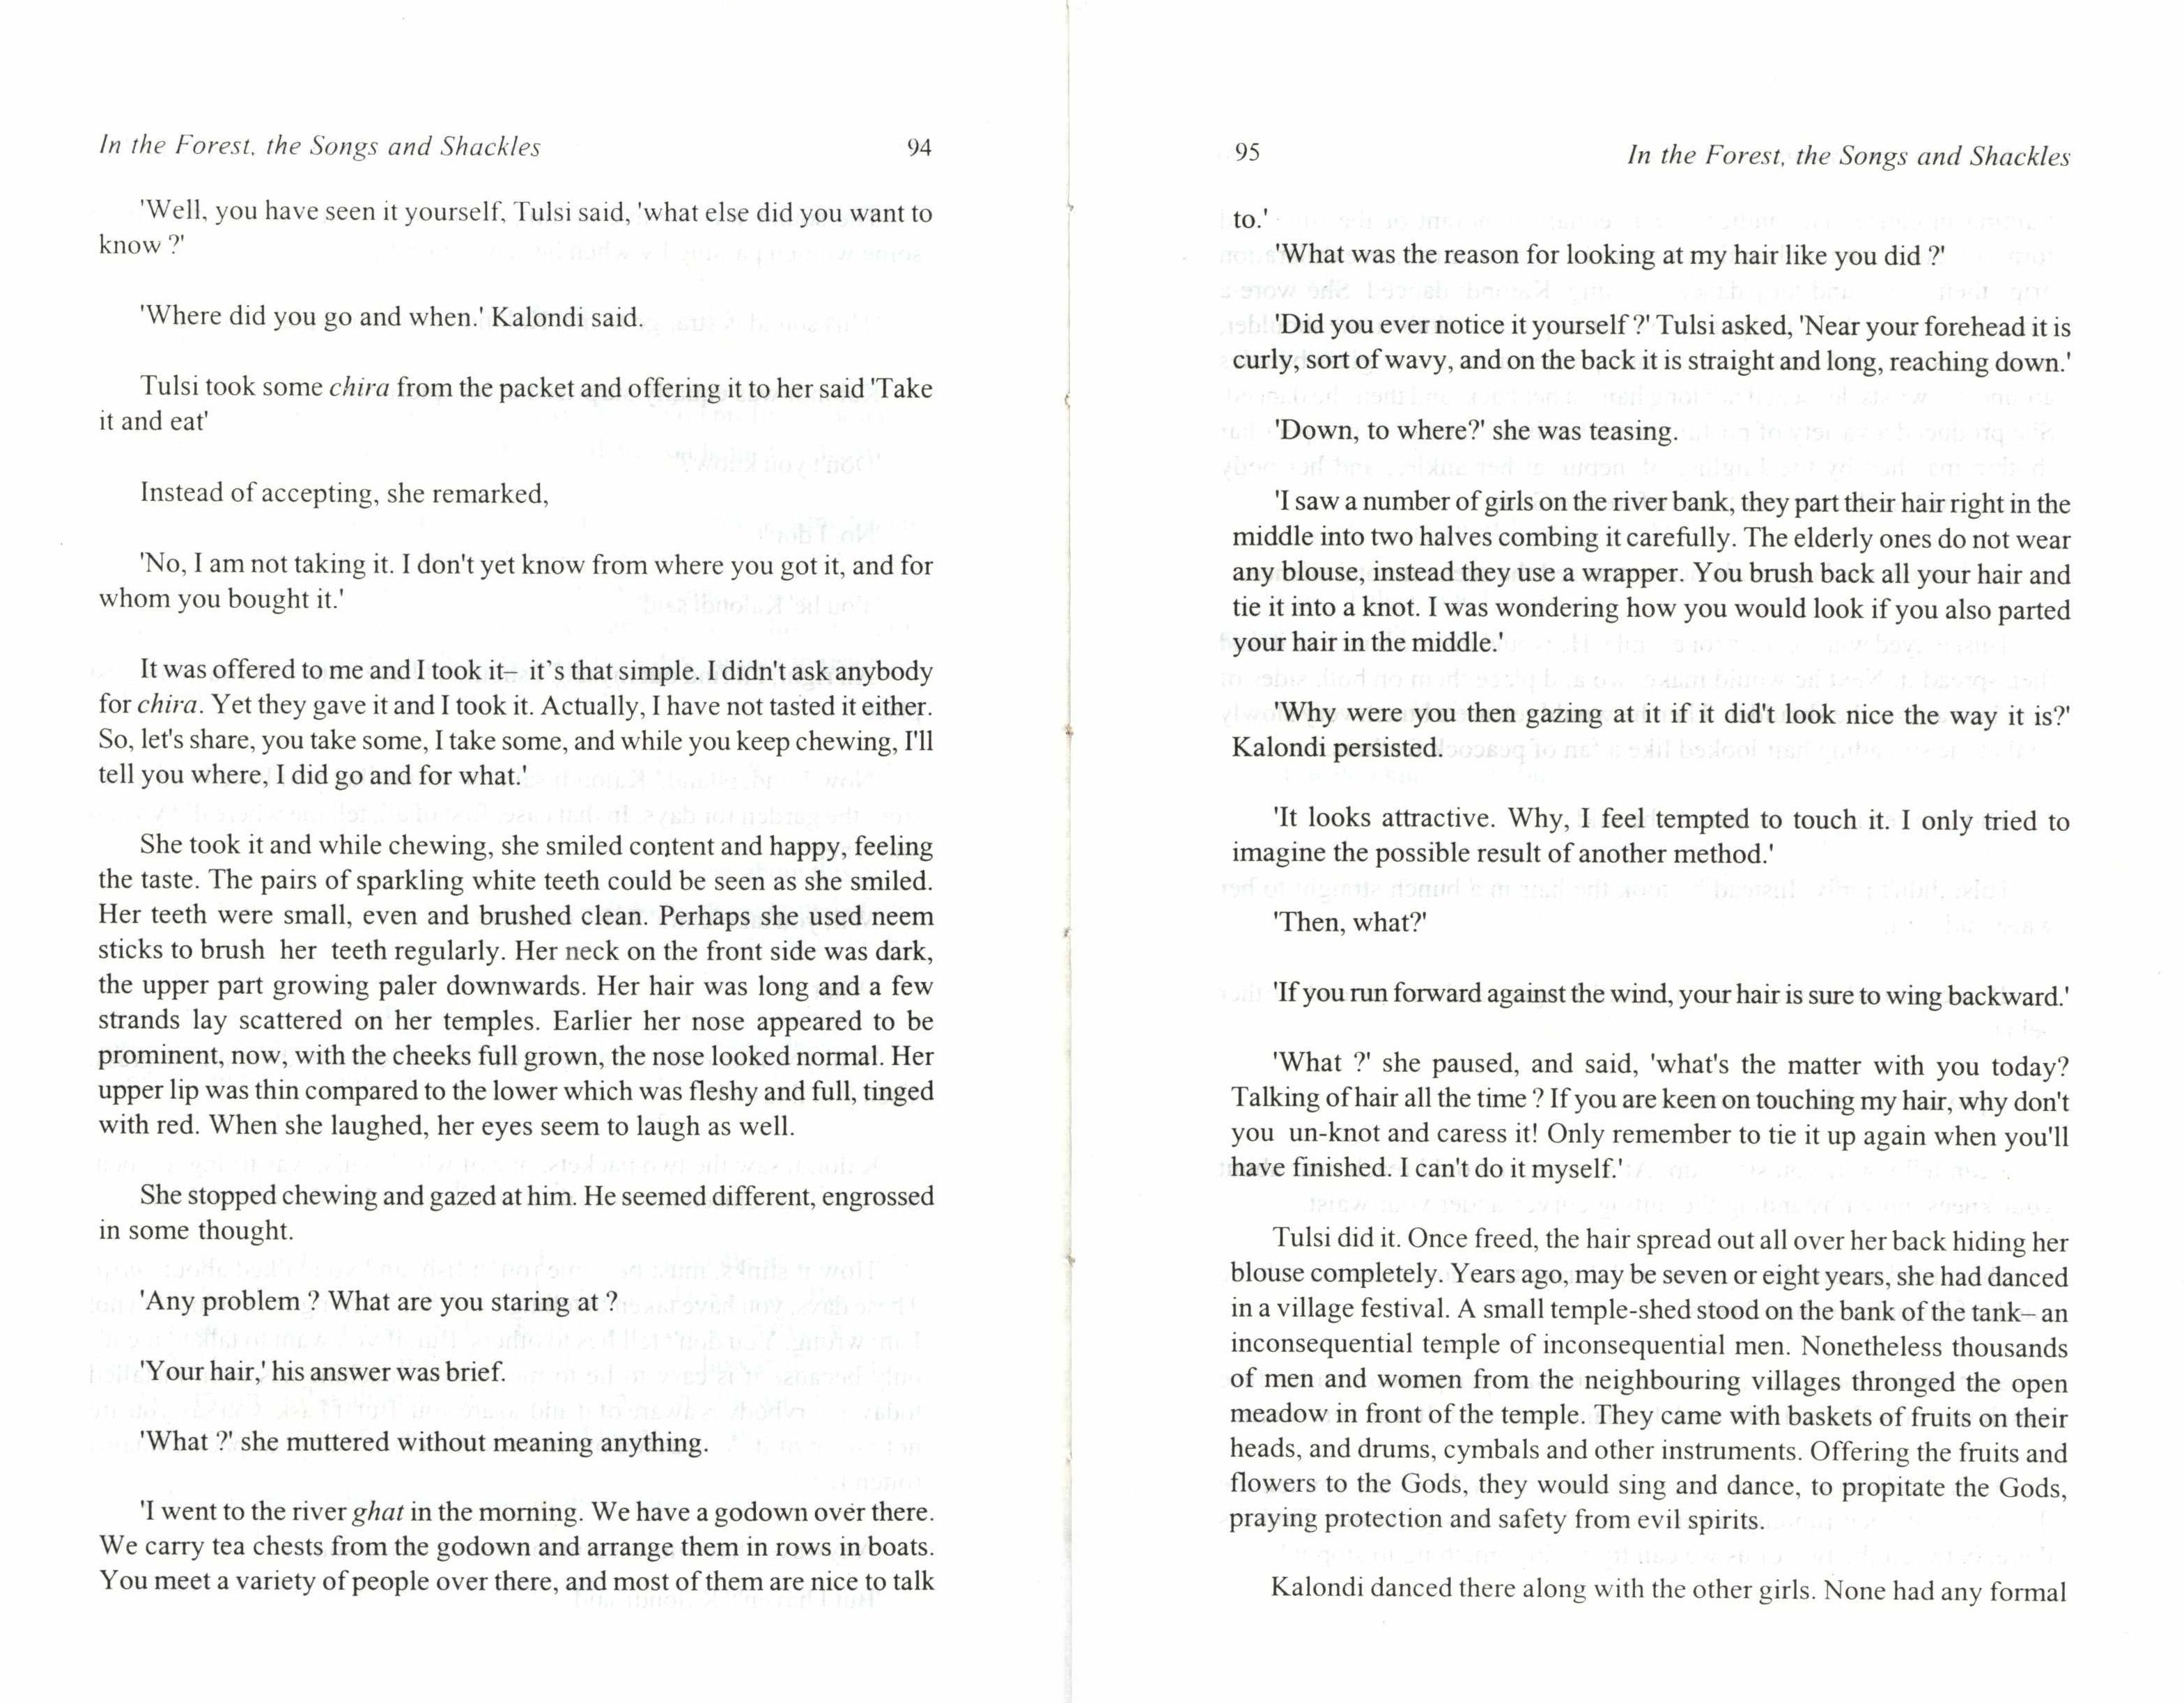 In the Forest, the Songs and Shackles 94
'Well, you have seen it yourself, Tulsi said, 'what else did you want to
know ?'
'Where did you go and when.' Kalondi said.
Tulsi took some chira from the packet and offering it to her said 'Take
it and eat'
Instead of accepting, she remarked,
'No, I am not taking it. I don't yet know from where you got it, and for
whom you bought it.'
It was offered to me and I took it– it's that simple. I didn't ask anybody
for chira. Yet they gave it and I took it. Actually, I have not tasted it either.
So, let's share, you take some, I take some, and while you keep chewing, I'll
tell you where, I did go and for what.'
She took it and while chewing, she smiled content and happy, feeling
the taste. The pairs of sparkling white teeth could be seen as she smiled.
Her teeth were small, even and brushed clean. Perhaps she used neem
sticks to brush her teeth regularly. Her neck on the front side was dark,
the upper part growing paler downwards. Her hair was long and a few
strands lay scattered on her temples. Earlier her nose appeared to be
prominent, now, with the cheeks full grown, the nose looked normal. Her
upper lip was thin compared to the lower which was fleshy and full, tinged
with red. When she laughed, her eyes seem to laugh as well.
She stopped chewing and gazed at him. He seemed different, engrossed
in some thought.
'Any problem ? What are you staring at ?
'Your hair,' his answer was brief.
'What ?' she muttered without meaning anything.
'I went to the river ghat in the morning. We have a godown over there.
We carry tea chests from the godown and arrange them in rows in boats.
You meet a variety of people over there, and most of them are nice to talk
95 In the Forest, the Songs and Shackles
to.'
'What was the reason for looking at my hair like you did ?'
'Did you ever notice it yourself ?' Tulsi asked, 'Near your forehead it is
curly, sort of wavy, and on the back it is straight and long, reaching down.'
'Down, to where?' she was teasing.
'I saw a number of girls on the river bank, they part their hair right in the
middle into two halves combing it carefully. The elderly ones do not wear
any blouse, instead they use a wrapper. You brush back all your hair and
tie it into a knot. I was wondering how you would look if you also parted
your hair in the middle.'
'Why were you then gazing at it if it did't look nice the way it is?'
Kalondi persisted.
'It looks attractive. Why, I feel tempted to touch it. I only tried to
imagine the possible result of another method.'
'Then, what?'
'If you run forward against the wind, your hair is sure to wing backward.'
'What ?' she paused, and said, 'what's the matter with you today?
Talking of hair all the time ? If you are keen on touching my hair, why don't
you un-knot and caress it! Only remember to tie it up again when you'll
have finished. I can't do it myself.'
Tulsi did it. Once freed, the hair spread out all over her back hiding her
blouse completely. Years ago, may be seven or eight years, she had danced
in a village festival. A small temple-shed stood on the bank of the tank– an
inconsequential temple of inconsequential men. Nonetheless thousands
of men and women from the neighbouring villages thronged the open
meadow in front of the temple. They came with baskets of fruits on their
heads, and drums, cymbals and other instruments. Offering the fruits and
flowers to the Gods, they would sing and dance, to propitate the Gods,
praying protection and safety from evil spirits.
Kalondi danced there along with the other girls. None had any formal